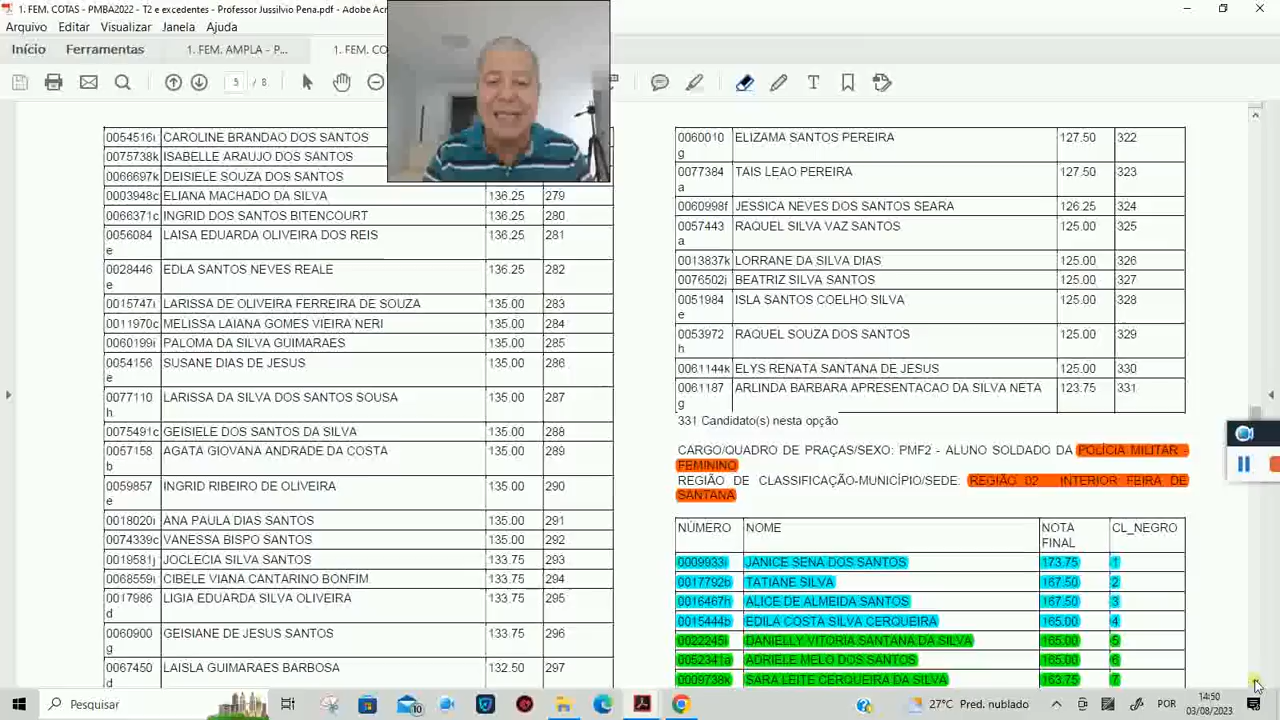 1. FEM. COTAS - PMBA2022 - T2 e excedentes - Professor Jussilvio Pena.pdf - Adobe Acr
Arquivo Editar Visualizar Janela Ajuda
Início Ferramentas 1. FEM. AMPLA - P... 1. FEM. CO
5 / 8
0054516i CAROLINE BRANDAO DOS SANTOS
0075738k ISABELLE ARAUJO DOS SANTOS
0066697k DEISIELE SOUZA DOS SANTOS
0003948c ELIANA MACHADO DA SILVA 136.25 279
0066371c INGRID DOS SANTOS BITENCOURT 136.25 280
0056084 LAISA EDUARDA OLIVEIRA DOS REIS 136.25 281
e
0028446 EDLA SANTOS NEVES REALE 136.25 282
e
0015747i LARISSA DE OLIVEIRA FERREIRA DE SOUZA 135.00 283
0011970c MELISSA LAIANA GOMES VIEIRA NERI 135.00 284
0060199i PALOMA DA SILVA GUIMARAES 135.00 285
0054156 SUSANE DIAS DE JESUS 135.00 286
e
0077110 LARISSA DA SILVA DOS SANTOS SOUSA 135.00 287
h
0075491c GEISIELE DOS SANTOS DA SILVA 135.00 288
0057158 AGATA GIOVANA ANDRADE DA COSTA 135.00 289
b
0059857 INGRID RIBEIRO DE OLIVEIRA 135.00 290
e
0018020i ANA PAULA DIAS SANTOS 135.00 291
0074339c VANESSA BISPO SANTOS 135.00 292
0019581j JOCLECIA SILVA SANTOS 133.75 293
0068559i CIBELE VIANA CANTARINO BONFIM 133.75 294
0017986 LIGIA EDUARDA SILVA OLIVEIRA 133.75 295
d
0060900 GEISIANE DE JESUS SANTOS 133.75 296
g
0067450 LAISLA GUIMARAES BARBOSA 132.50 297
d
0060010 ELIZAMA SANTOS PEREIRA 127.50 322
g
0077384 TAIS LEAO PEREIRA 127.50 323
a
0060998f JESSICA NEVES DOS SANTOS SEARA 126.25 324
0057443 RAQUEL SILVA VAZ SANTOS 125.00 325
a
0013837k LORRANE DA SILVA DIAS 125.00 326
0076502j BEATRIZ SILVA SANTOS 125.00 327
0051984 ISLA SANTOS COELHO SILVA 125.00 328
e
0053972 RAQUEL SOUZA DOS SANTOS 125.00 329
h
0061144k ELYS RENATA SANTANA DE JESUS 125.00 330
0061187 ARLINDA BARBARA APRESENTACAO DA SILVA NETA 123.75 331
g
331 Candidato(s) nesta opção
CARGO/QUADRO DE PRAÇAS/SEXO: PMF2 - ALUNO SOLDADO DA POLÍCIA MILITAR -
FEMININO
REGIÃO DE CLASSIFICAÇÃO-MUNICÍPIO/SEDE: REGIÃO 02 INTERIOR FEIRA DE
SANTANA
NÚMERO NOME NOTA CL_NEGRO
FINAL
0009933i JANICE SENA DOS SANTOS 173.75 1
0017792b TATIANE SILVA 167.50 2
0016467h ALICE DE ALMEIDA SANTOS 167.50 3
0015444b EDILA COSTA SILVA CERQUEIRA 165.00 4
0022245i DANIELLY VITORIA SANTANA DA SILVA 165.00 5
0052341a ADRIELE MELO DOS SANTOS 165.00 6
0009738k SARA LEITE CERQUEIRA DA SILVA 163.75 7
Pesquisar 10 27°C Pred. nublado POR 14:50
03/08/2023